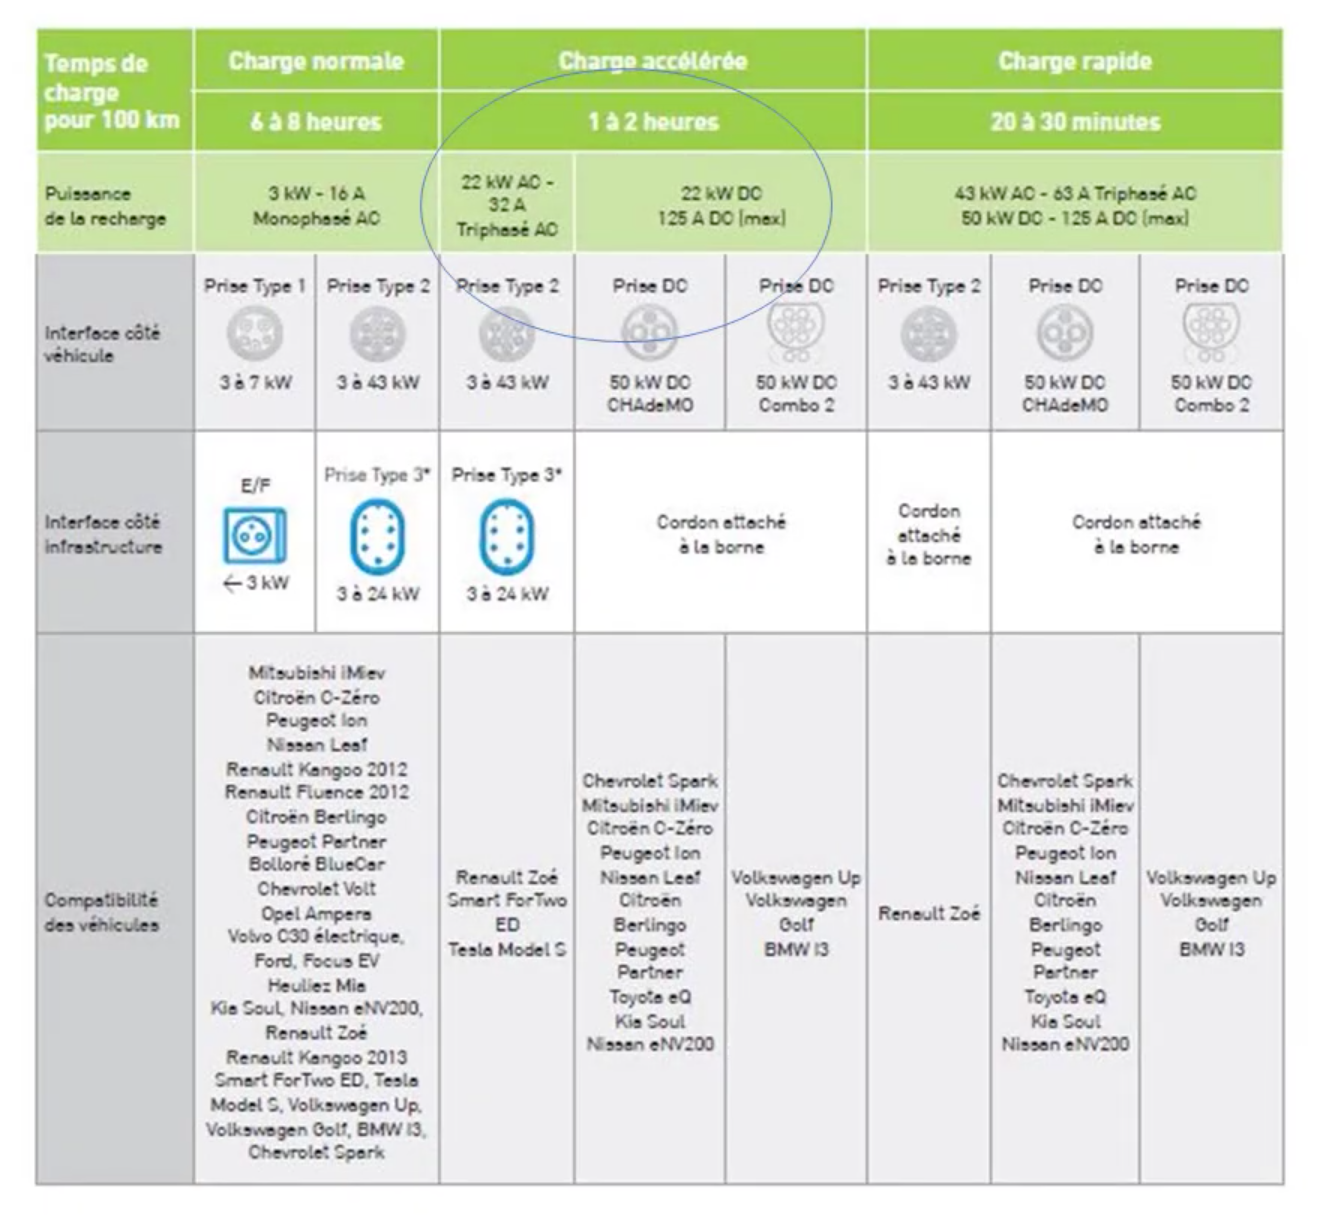 Temps de
charge
pour 100 km
Charge normale
Charge accélérée
Charge rapide
6 à 8 heures
1 à 2 heures
20 à 30 minutes
Puissance
de la recharge
3 kW - 16 A
Monophasé AC
22 kW AC -
32 A
Triphasé AC
22 kW DC
125 A DC (max)
43 kW AC - 63 A Triphasé AC
50 kW DC - 125 A DC (max)
Interface côté
véhicule
Prise Type 1
3 à 7 kW
Prise Type 2
3 à 43 kW
Prise Type 2
3 à 43 kW
Prise DC
50 kW DC
CHAdeMO
Prise DC
50 kW DC
Combo 2
Prise Type 2
3 à 43 kW
Prise DC
50 kW DC
CHAdeMO
Prise DC
50 kW DC
Combo 2
Interface côté
infrastructure
E/F
← 3 kW
Prise Type 3*
3 à 24 kW
Prise Type 3*
3 à 24 kW
Cordon attaché
à la borne
Cordon
attaché
à la borne
Cordon attaché
à la borne
Compatibilité
des véhicules
Mitsubishi iMiev
Citroën C-Zéro
Peugeot Ion
Nissan Leaf
Renault Kangoo 2012
Renault Fluence 2012
Citroën Berlingo
Peugeot Partner
Bolloré BlueCar
Chevrolet Volt
Opel Ampera
Volvo C30 électrique,
Ford, Focus EV
Heuliez Mia
Kia Soul, Nissan eNV200,
Renault Zoé
Renault Kangoo 2013
Smart ForTwo ED, Tesla
Model S, Volkswagen Up,
Volkswagen Golf, BMW I3,
Chevrolet Spark
Renault Zoé
Smart ForTwo
ED
Tesla Model S
Chevrolet Spark
Mitsubishi iMiev
Citroën C-Zéro
Peugeot Ion
Nissan Leaf
Citroën
Berlingo
Peugeot
Partner
Toyota eQ
Kia Soul
Nissan eNV200
Volkswagen Up
Volkswagen
Golf
BMW I3
Renault Zoé
Chevrolet Spark
Mitsubishi iMiev
Citroën C-Zéro
Peugeot Ion
Nissan Leaf
Citroën
Berlingo
Peugeot
Partner
Toyota eQ
Kia Soul
Nissan eNV200
Volkswagen Up
Volkswagen
Golf
BMW I3